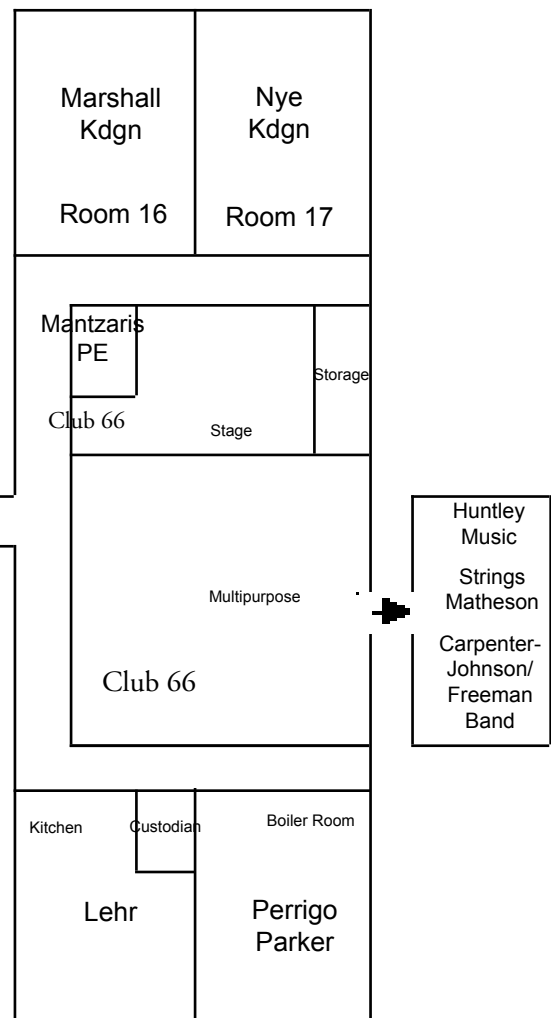 Marshall
Kdgn
Room 16
Nye
Kdgn
Room 17
Mantzaris
PE
Club 66
Stage
Storage
Multipurpose
Club 66
Huntley
Music
Strings
Matheson
Carpenter-
Johnson/
Freeman
Band
Kitchen
Custodian
Boiler Room
Lehr
Perrigo
Parker